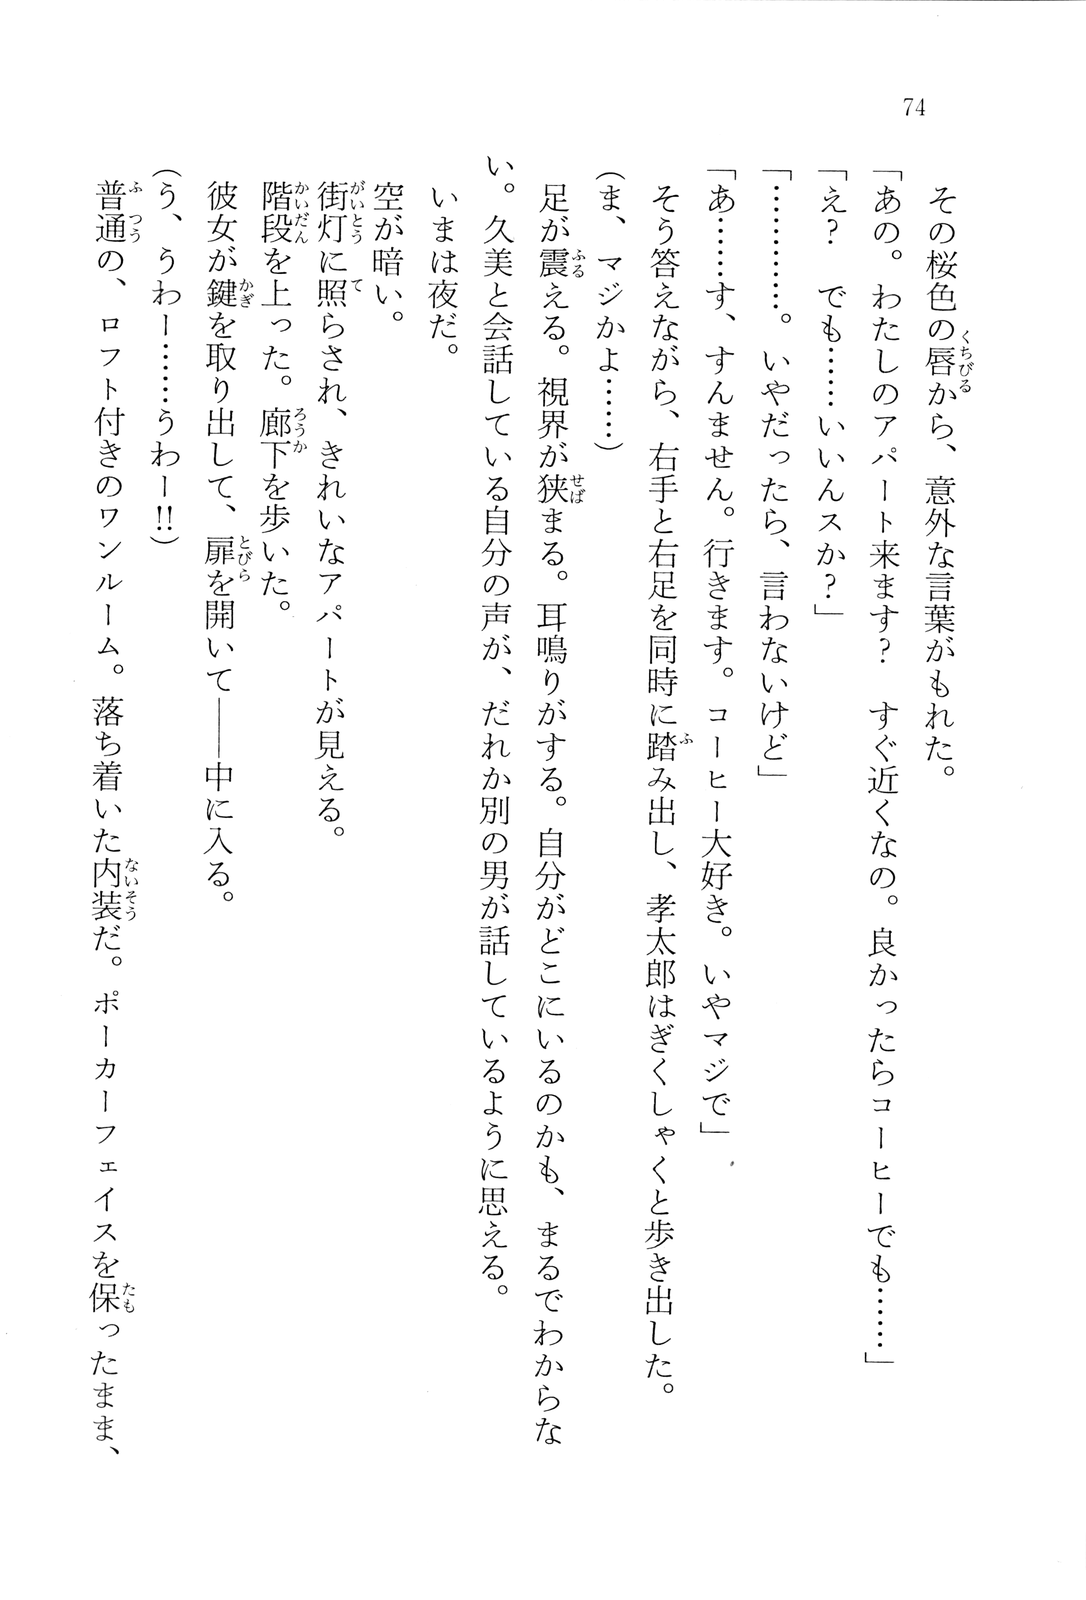 74
その桜色の唇から、意外な言葉がもれた。
「あの。わたしのアパート来ます？　すぐ近くなの。良かったらコーヒーでも……」
「え？　でも……いいんスか？」
「…………。いやだったら、言わないけど」
「あ……す、すんません。行きます。コーヒー大好き。いやマジで」
そう答えながら、右手と右足を同時に踏み出し、孝太郎はぎくしゃくと歩き出した。
（ま、マジかよ……）
足が震える。視界が狭まる。耳鳴りがする。自分がどこにいるのかも、まるでわからな
い。久美と会話している自分の声が、だれか別の男が話しているように思える。
いまは夜だ。
空が暗い。
街灯に照らされ、きれいなアパートが見える。
階段を上った。廊下を歩いた。
彼女が鍵を取り出して、扉を開いて――中に入る。
（う、うわー……うわー!!）
普通の、ロフト付きのワンルーム。落ち着いた内装だ。ポーカーフェイスを保ったまま、